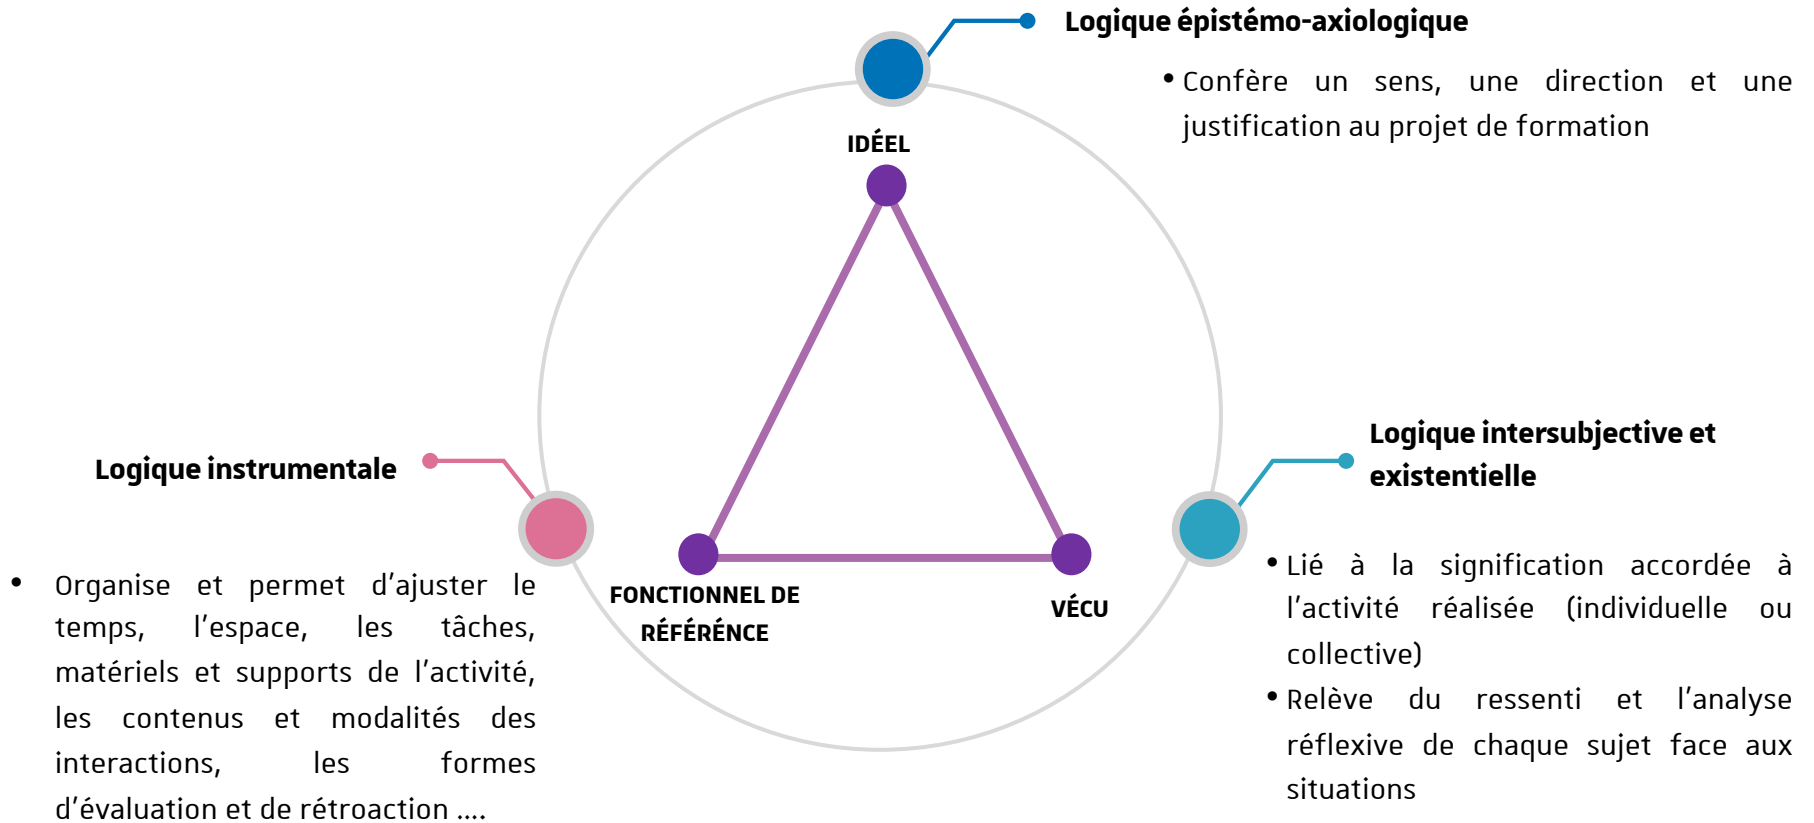 Logique épistémo-axiologique
• Confère un sens, une direction et une
justification au projet de formation
IDÉEL
Logique instrumentale
• Organise et permet d'ajuster le
temps, l'espace, les tâches,
matériels et supports de l'activité,
les contenus et modalités des
interactions, les formes
d'évaluation et de rétroaction ....
FONCTIONNEL DE
RÉFÉRÉNCE
VÉCU
Logique intersubjective et
existentielle
• Lié à la signification accordée à
l'activité réalisée (individuelle ou
collective)
• Relève du ressenti et l'analyse
réflexive de chaque sujet face aux
situations